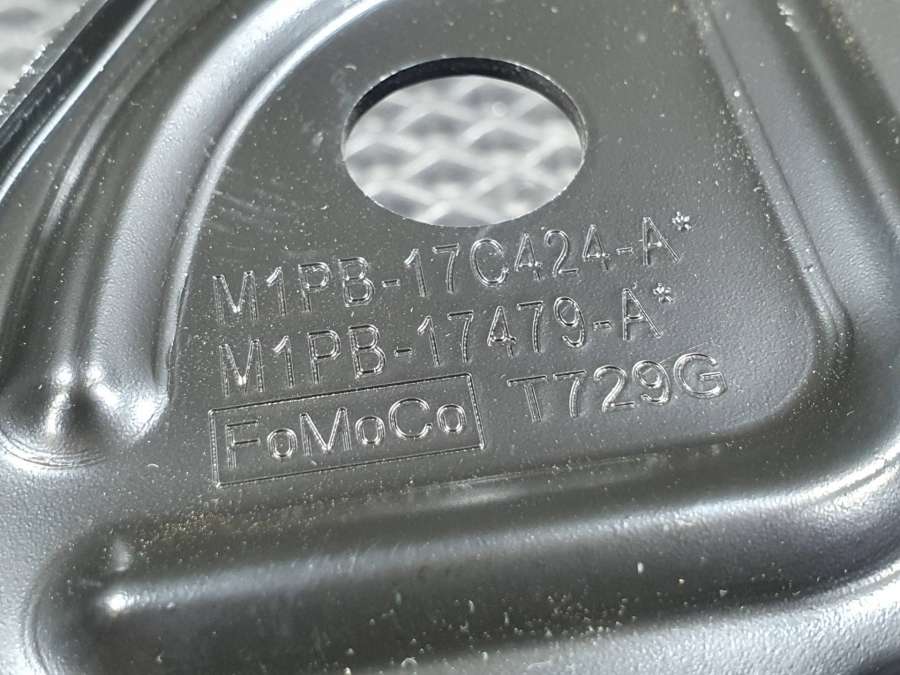 M1PB-17C424-A*
M1PB-17479-A*
FoMoCo T729G